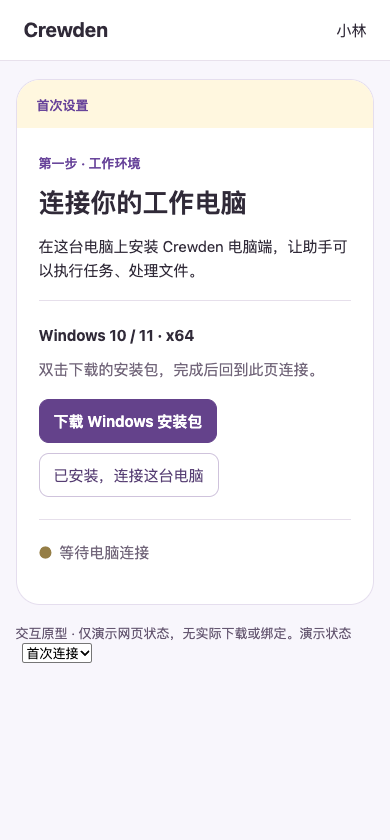 Crewden
小林
首次设置
第一步 · 工作环境
连接你的工作电脑
在这台电脑上安装 Crewden 电脑端，让助手可
以执行任务、处理文件。
Windows 10 / 11 · x64
双击下载的安装包，完成后回到此页连接。
下载 Windows 安装包
已安装，连接这台电脑
等待电脑连接
交互原型 · 仅演示网页状态，无实际下载或绑定。演示状态
首次连接